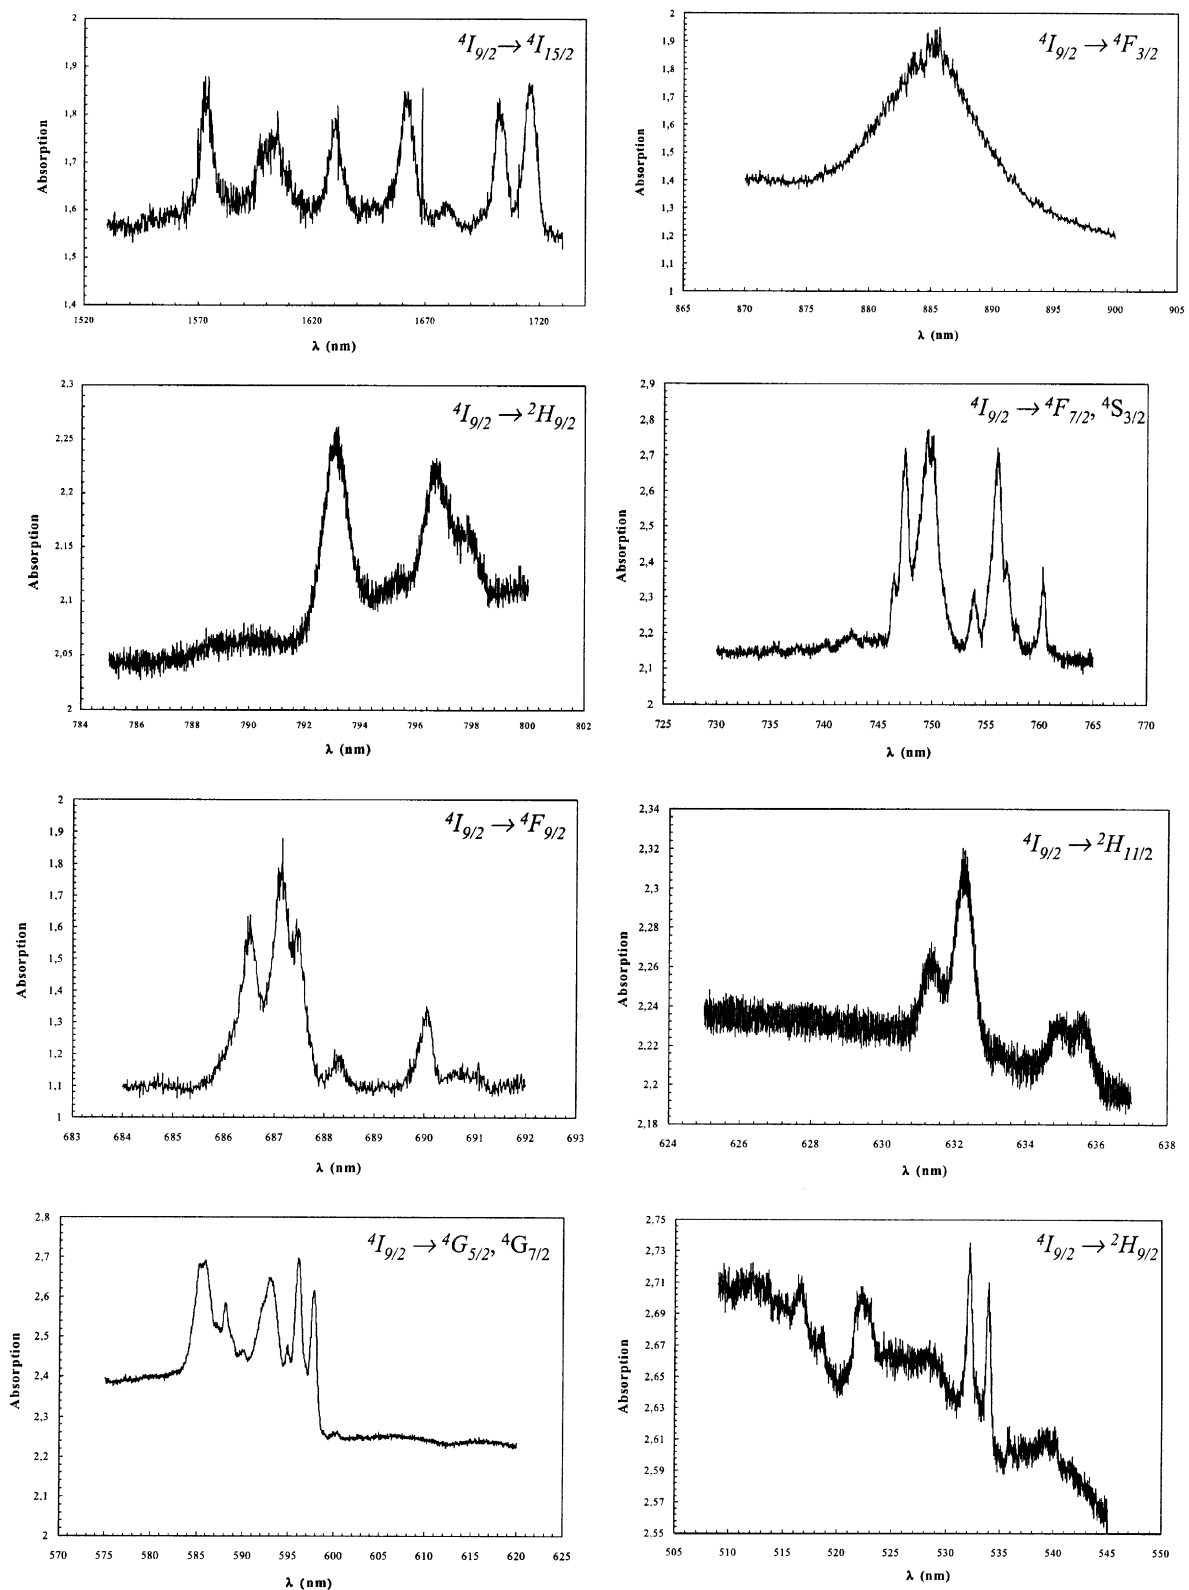 ⁴I₉/₂ → ⁴I₁₅/₂
Absorption
2
1,9
1,8
1,7
1,6
1,5
1,4
1520 1570 1620 1670 1720
λ (nm)
⁴I₉/₂ → ⁴F₃/₂
Absorption
2
1,9
1,8
1,7
1,6
1,5
1,4
1,3
1,2
1,1
1
865 870 875 880 885 890 895 900 905
λ (nm)
⁴I₉/₂ → ²H₉/₂
Absorption
2,3
2,25
2,2
2,15
2,1
2,05
2
784 786 788 790 792 794 796 798 800 802
λ (nm)
⁴I₉/₂ → ⁴F₇/₂, ⁴S₃/₂
Absorption
2,9
2,8
2,7
2,6
2,5
2,4
2,3
2,2
2,1
2
725 730 735 740 745 750 755 760 765 770
λ (nm)
⁴I₉/₂ → ⁴F₉/₂
Absorption
2
1,9
1,8
1,7
1,6
1,5
1,4
1,3
1,2
1,1
1
683 684 685 686 687 688 689 690 691 692 693
λ (nm)
⁴I₉/₂ → ²H₁₁/₂
Absorption
2,34
2,32
2,3
2,28
2,26
2,24
2,22
2,2
2,18
624 626 628 630 632 634 636 638
λ (nm)
⁴I₉/₂ → ⁴G₅/₂, ⁴G₇/₂
Absorption
2,8
2,7
2,6
2,5
2,4
2,3
2,2
2,1
2
570 575 580 585 590 595 600 605 610 615 620 625
λ (nm)
⁴I₉/₂ → ²H₉/₂
Absorption
2,75
2,73
2,71
2,69
2,67
2,65
2,63
2,61
2,59
2,57
2,55
505 510 515 520 525 530 535 540 545 550
λ (nm)